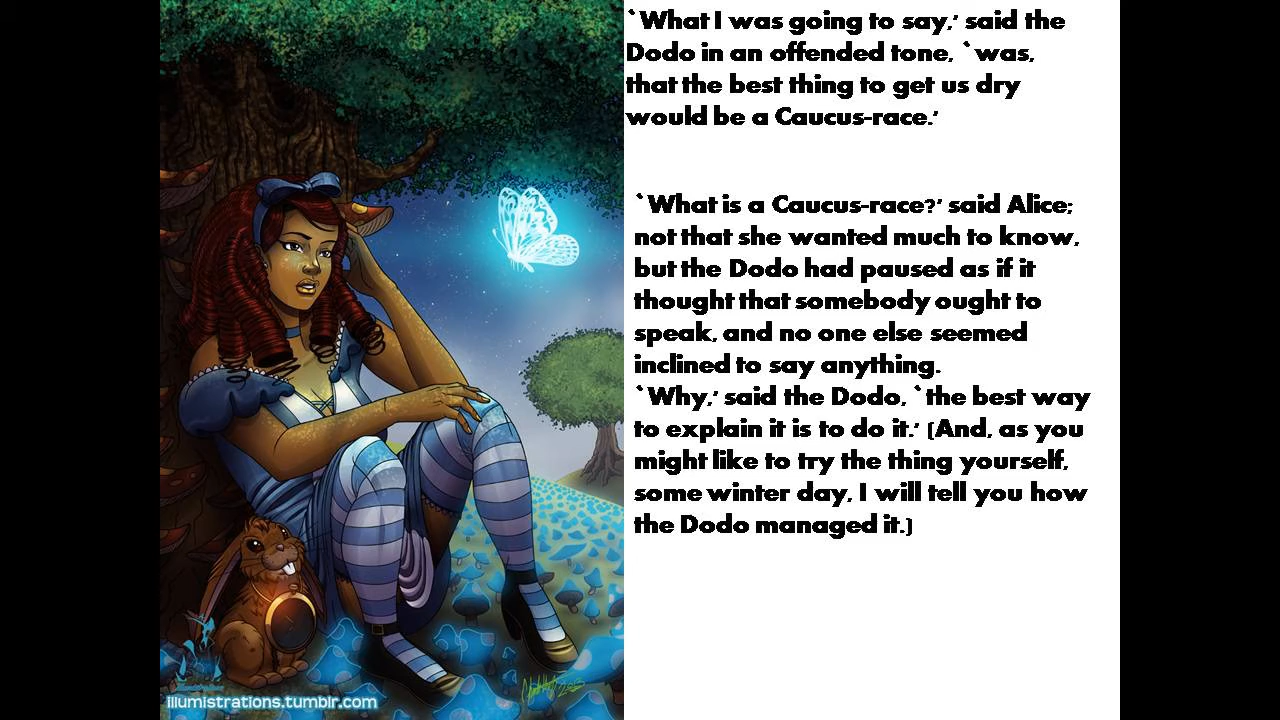 `What I was going to say,' said the
Dodo in an offended tone, `was,
that the best thing to get us dry
would be a Caucus-race.'
`What is a Caucus-race?' said Alice;
not that she wanted much to know,
but the Dodo had paused as if it
thought that somebody ought to
speak, and no one else seemed
inclined to say anything.
`Why,' said the Dodo, `the best way
to explain it is to do it.' (And, as you
might like to try the thing yourself,
some winter day, I will tell you how
the Dodo managed it.)
illumistrations.tumblr.com